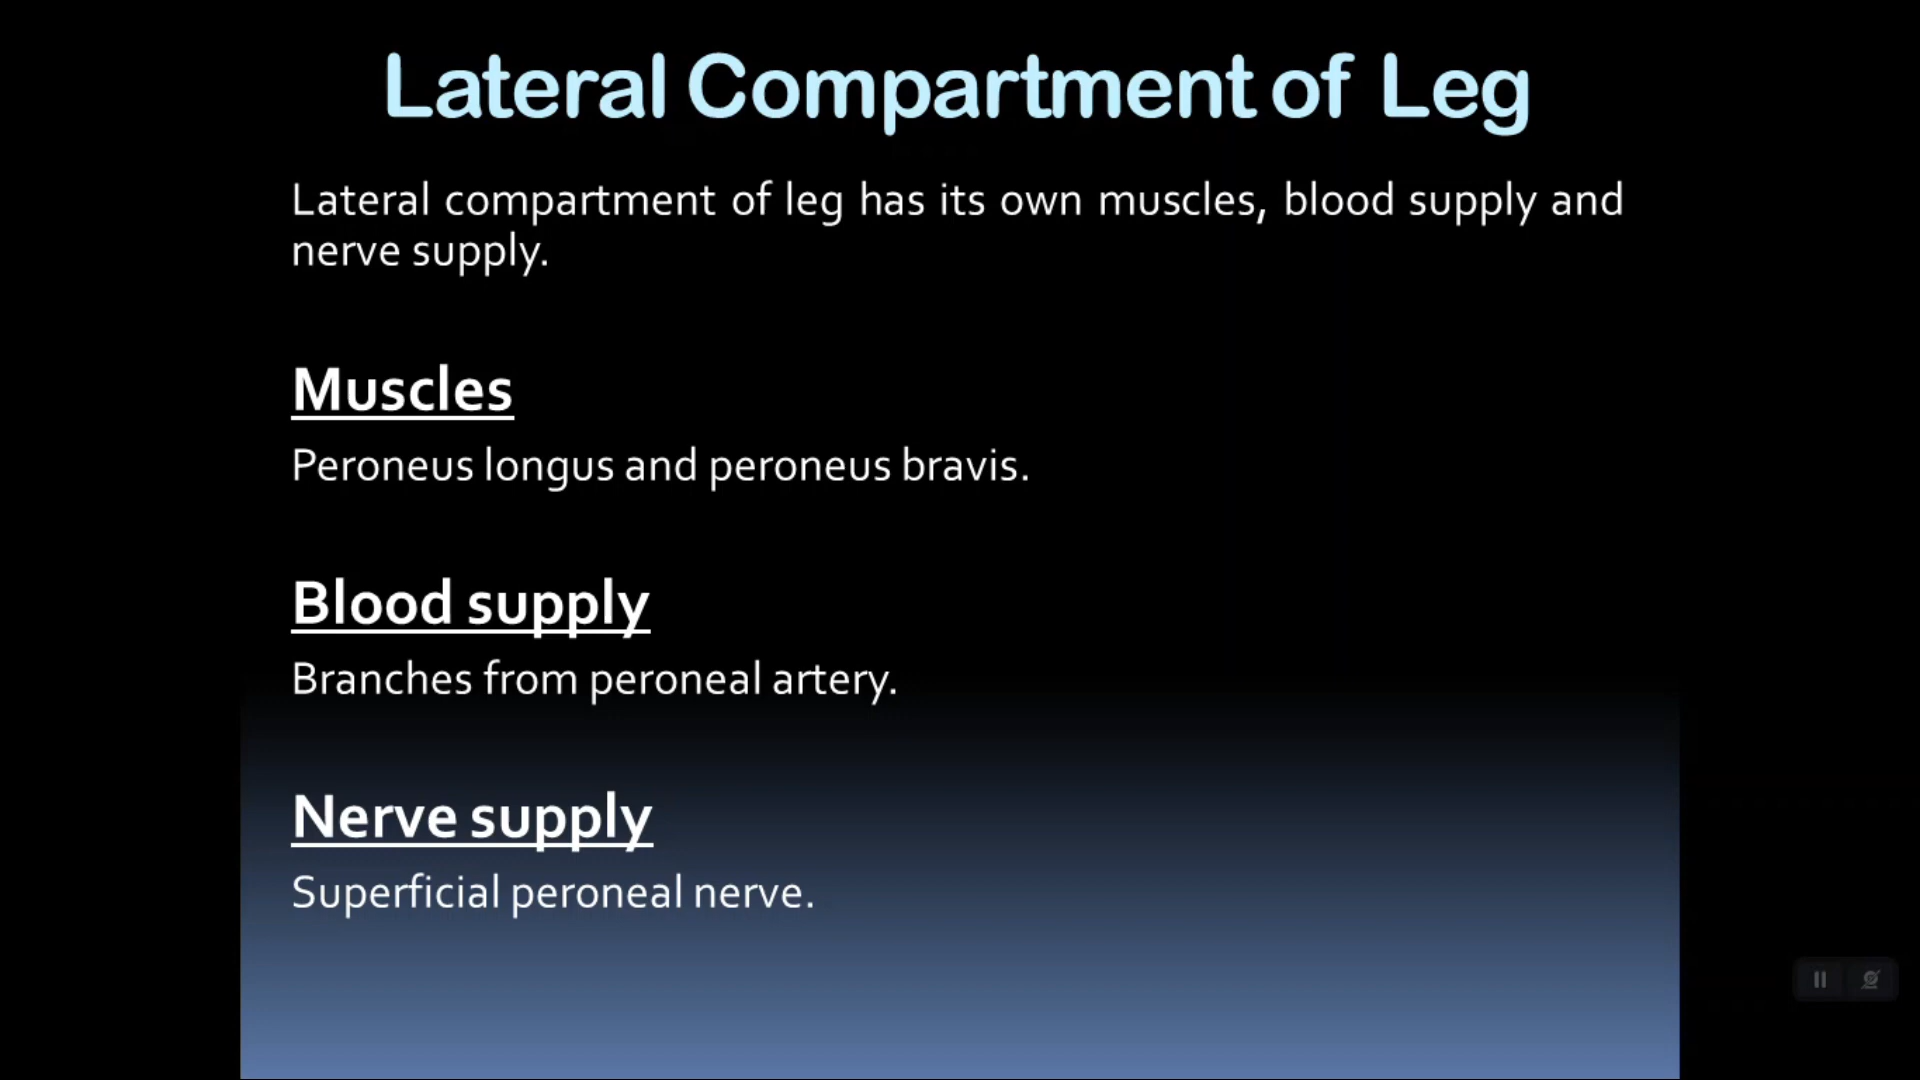 Lateral Compartment of Leg
Lateral compartment of leg has its own muscles, blood supply and
nerve supply.
Muscles
Peroneus longus and peroneus bravis.
Blood supply
Branches from peroneal artery.
Nerve supply
Superficial peroneal nerve.